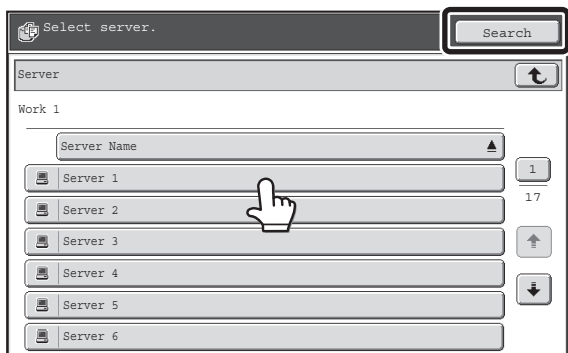 Select server.
Search
Server
Work 1
Server Name
Server 1
1
17
Server 2
Server 3
Server 4
Server 5
Server 6